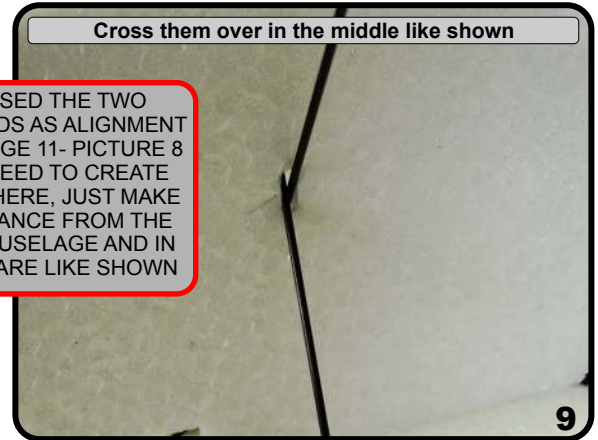 Cross them over in the middle like shown
SED THE TWO
DS AS ALIGNMENT
GE 11- PICTURE 8
EED TO CREATE
HERE, JUST MAKE
ANCE FROM THE
USELAGE AND IN
ARE LIKE SHOWN
9